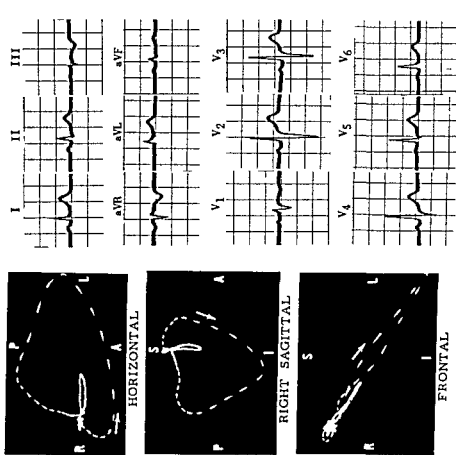 P
R L
A
HORIZONTAL
S
P A
I
RIGHT SAGITTAL
S
R L
I
FRONTAL
I II III
aVR aVL aVF
V1 V2 V3
V4 V5 V6